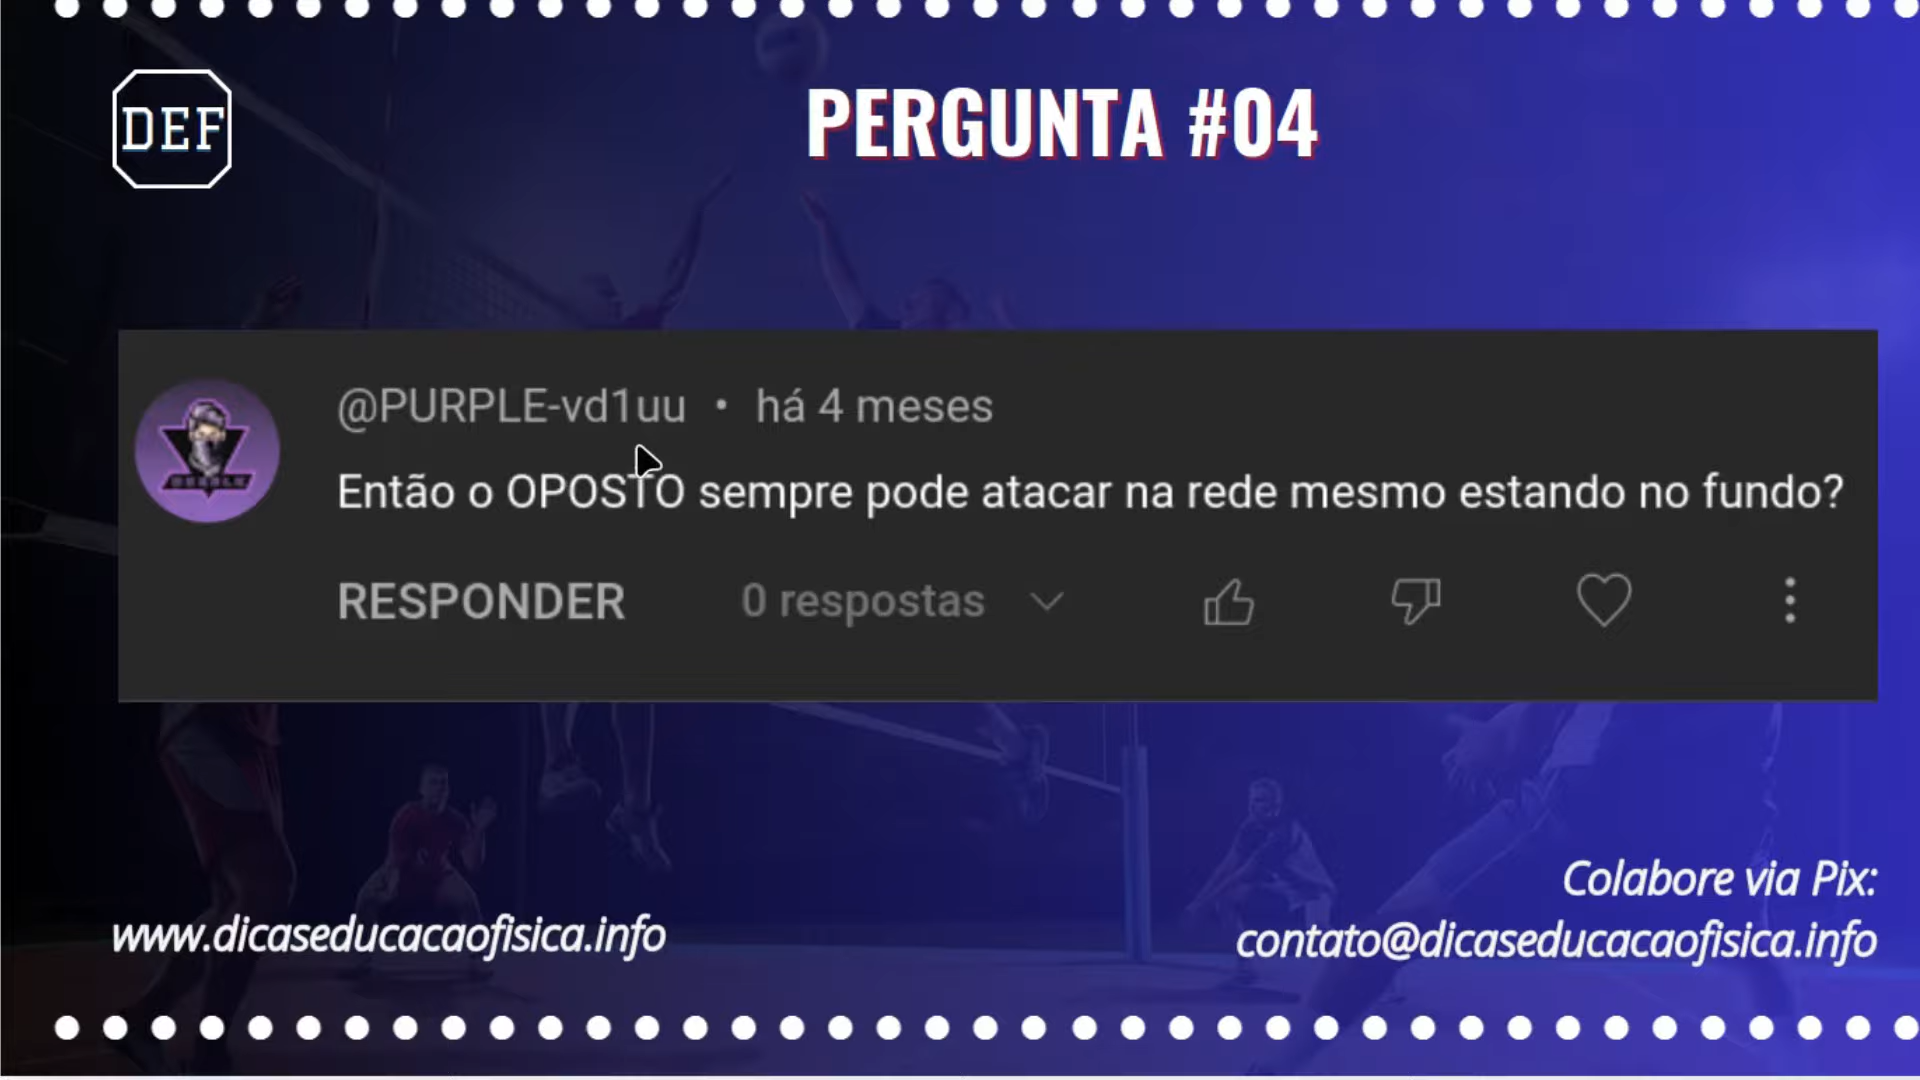 DEF
PERGUNTA #04
@PURPLE-vd1uu • há 4 meses
Então o OPOSTO sempre pode atacar na rede mesmo estando no fundo?
RESPONDER 0 respostas
Colabore via Pix:
www.dicaseducacaofisica.info
contato@dicaseducacaofisica.info